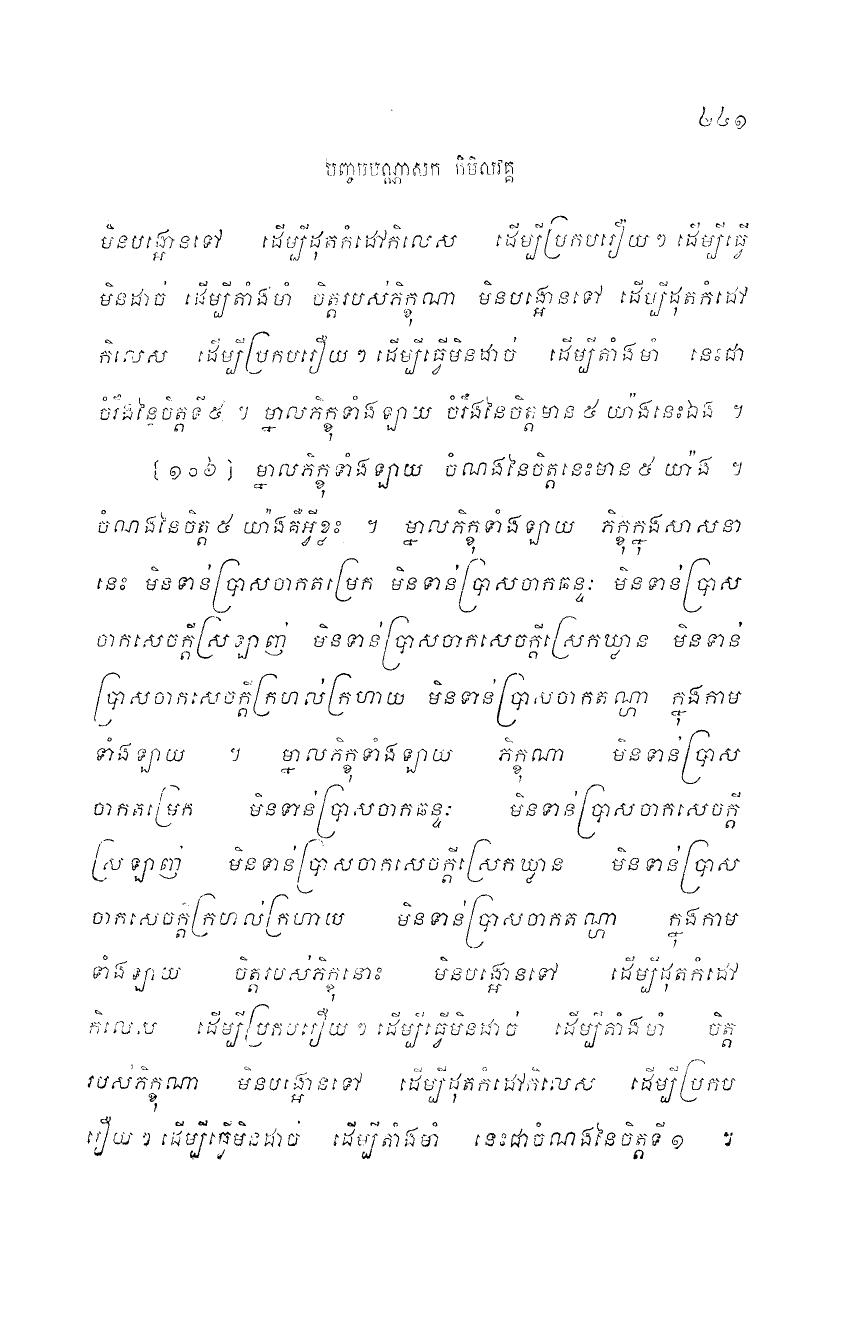 ៤៤១
បញ្ចមបណ្ណាសក កិមិលវគ្គ
មិនបង្អោនទៅ ដើម្បីដុតកំដៅកិលេស ដើម្បីប្រកបរឿយៗ ដើម្បីធ្វើ
មិនដាច់ ដើម្បីតាំងមាំ ចិត្តរបស់ភិក្ខុណា មិនបង្អោនទៅ ដើម្បីដុតកំដៅ
កិលេស ដើម្បីប្រកបរឿយៗ ដើម្បីធ្វើមិនដាច់ ដើម្បីតាំងមាំ នេះជា
ចំរឹងនៃចិត្តទី៥ ។ ម្នាលភិក្ខុទាំងឡាយ ចំរឹងនៃចិត្តមាន ៥ យ៉ាងនេះឯង ។
[១០៦] ម្នាលភិក្ខុទាំងឡាយ ចំណងនៃចិត្តនេះមាន ៥ យ៉ាង ។
ចំណងនៃចិត្ត ៥ យ៉ាងគឺអ្វីខ្លះ ។ ម្នាលភិក្ខុទាំងឡាយ ភិក្ខុក្នុងសាសនា
នេះ មិនទាន់ប្រាសចាកតម្រេក មិនទាន់ប្រាសចាកឆន្ទៈ មិនទាន់ប្រាស
ចាកសេចក្តីស្រឡាញ់ មិនទាន់ប្រាសចាកសេចក្តីស្រេកឃ្លាន មិនទាន់
ប្រាសចាកសេចក្តីក្រហល់ក្រហាយ មិនទាន់ប្រាសចាកតណ្ហា ក្នុងកាម
ទាំងឡាយ ។ ម្នាលភិក្ខុទាំងឡាយ ភិក្ខុណា មិនទាន់ប្រាស
ចាកតម្រេក មិនទាន់ប្រាសចាកឆន្ទៈ មិនទាន់ប្រាសចាកសេចក្តី
ស្រឡាញ់ មិនទាន់ប្រាសចាកសេចក្តីស្រេកឃ្លាន មិនទាន់ប្រាស
ចាកសេចក្តីក្រហល់ក្រហាយ មិនទាន់ប្រាសចាកតណ្ហា ក្នុងកាម
ទាំងឡាយ ចិត្តរបស់ភិក្ខុនោះ មិនបង្អោនទៅ ដើម្បីដុតកំដៅ
កិលេស ដើម្បីប្រកបរឿយៗ ដើម្បីធ្វើមិនដាច់ ដើម្បីតាំងមាំ ចិត្ត
របស់ភិក្ខុណា មិនបង្អោនទៅ ដើម្បីដុតកំដៅកិលេស ដើម្បីប្រកប
រឿយៗ ដើម្បីធ្វើមិនដាច់ ដើម្បីតាំងមាំ នេះជាចំណងនៃចិត្តទី ១ ។